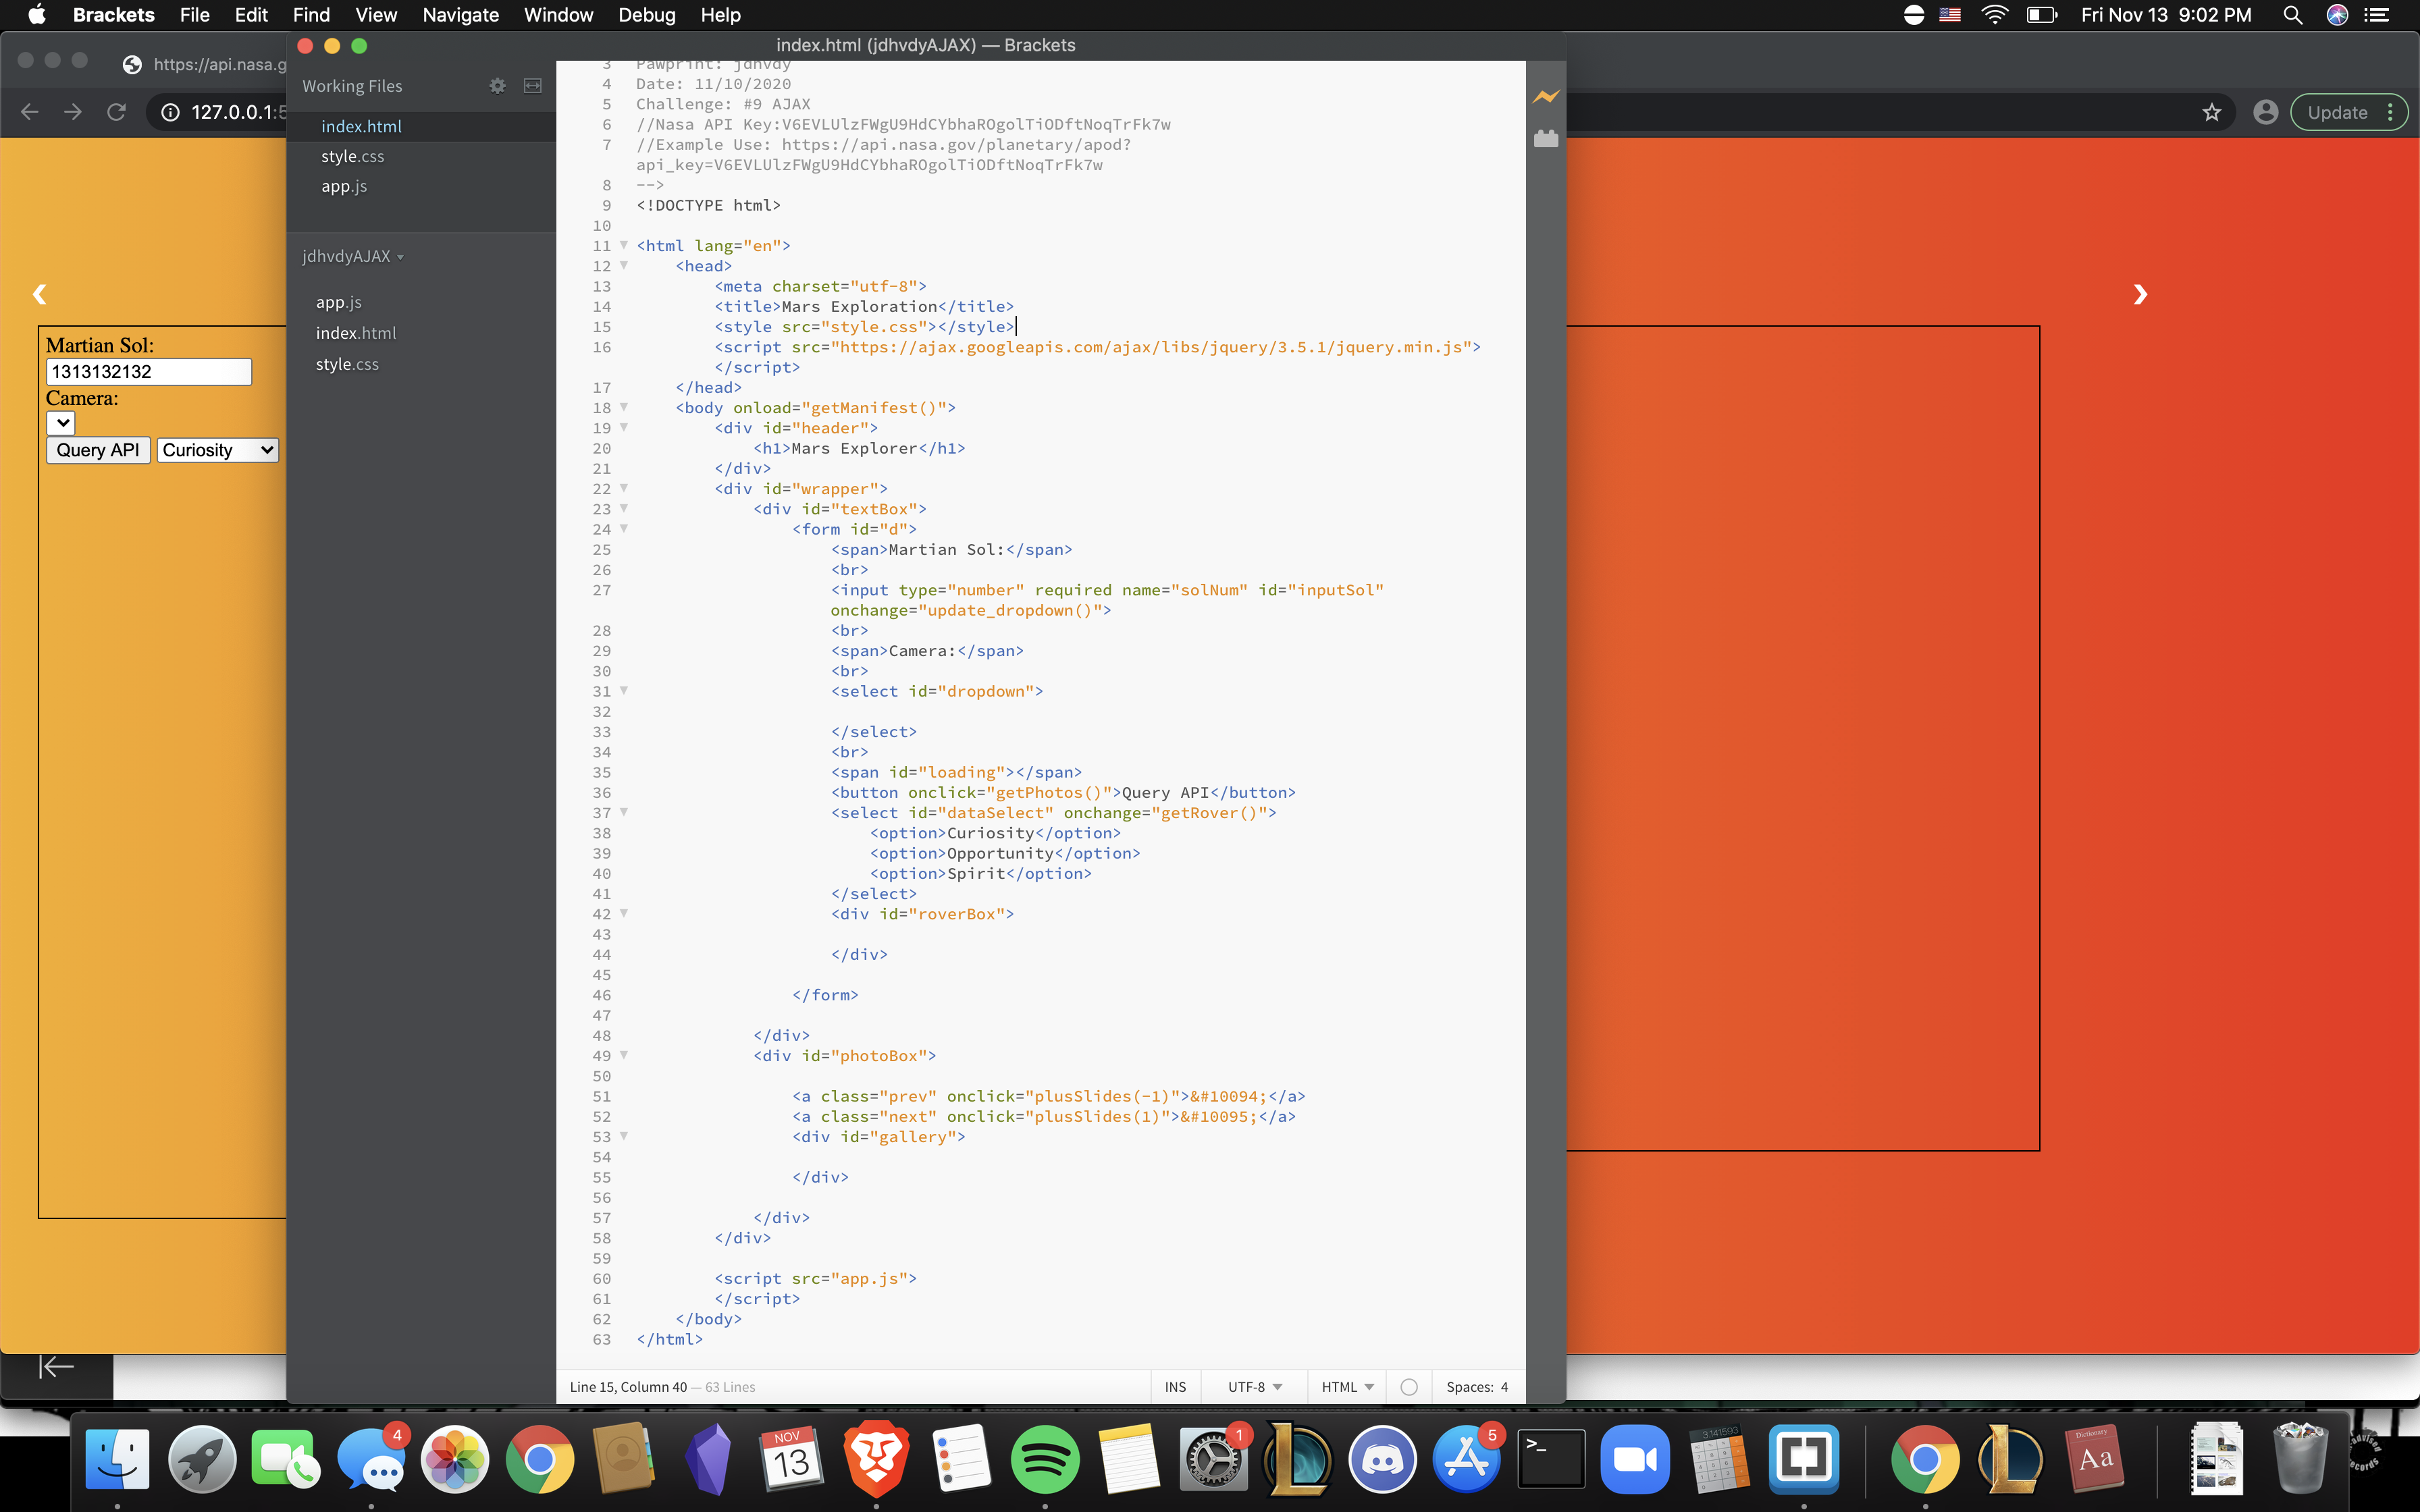 Brackets File Edit Find View Navigate Window Debug Help
Fri Nov 13 9:02 PM
index.html (jdhvdyAJAX) — Brackets
https://api.nasa.g
127.0.0.1:5
Update
Martian Sol:
1313132132
Camera:
Query API Curiosity
‹
›
Working Files
index.html
style.css
app.js
jdhvdyAJAX
app.js
index.html
style.css
3 Pawprint: jdhvdy
4 Date: 11/10/2020
5 Challenge: #9 AJAX
6 //Nasa API Key:V6EVLUlzFWgU9HdCYbhaROgolTiODftNoqTrFk7w
7 //Example Use: https://api.nasa.gov/planetary/apod?
api_key=V6EVLUlzFWgU9HdCYbhaROgolTiODftNoqTrFk7w
8 -->
9 <!DOCTYPE html>
10
11 <html lang="en">
12 <head>
13 <meta charset="utf-8">
14 <title>Mars Exploration</title>
15 <style src="style.css"></style>
16 <script src="https://ajax.googleapis.com/ajax/libs/jquery/3.5.1/jquery.min.js">
</script>
17 </head>
18 <body onload="getManifest()">
19 <div id="header">
20 <h1>Mars Explorer</h1>
21 </div>
22 <div id="wrapper">
23 <div id="textBox">
24 <form id="d">
25 <span>Martian Sol:</span>
26 <br>
27 <input type="number" required name="solNum" id="inputSol"
onchange="update_dropdown()">
28 <br>
29 <span>Camera:</span>
30 <br>
31 <select id="dropdown">
32
33 </select>
34 <br>
35 <span id="loading"></span>
36 <button onclick="getPhotos()">Query API</button>
37 <select id="dataSelect" onchange="getRover()">
38 <option>Curiosity</option>
39 <option>Opportunity</option>
40 <option>Spirit</option>
41 </select>
42 <div id="roverBox">
43
44 </div>
45
46 </form>
47
48 </div>
49 <div id="photoBox">
50
51 <a class="prev" onclick="plusSlides(-1)">&#10094;</a>
52 <a class="next" onclick="plusSlides(1)">&#10095;</a>
53 <div id="gallery">
54
55 </div>
56
57 </div>
58 </div>
59
60 <script src="app.js">
61 </script>
62 </body>
63 </html>
Line 15, Column 40 — 63 Lines
INS UTF-8 HTML Spaces: 4
4
NOV
13
1
5
>_
3.141593
Dictionary
Aa